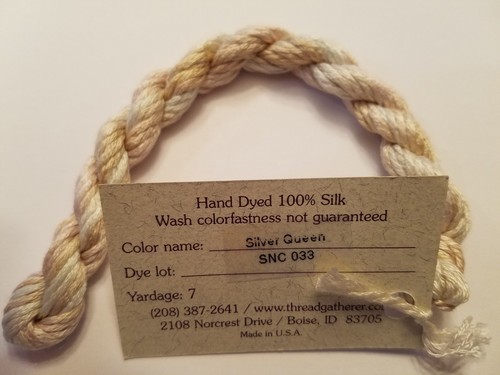 Hand Dyed 100% Silk
Wash colorfastness not guaranteed
Color name: Silver Queen
SNC 033
Dye lot:
Yardage: 7
(208) 387-2641 / www.threadgatherer.co
2108 Norcrest Drive / Boise, ID 83705
Made in U.S.A.